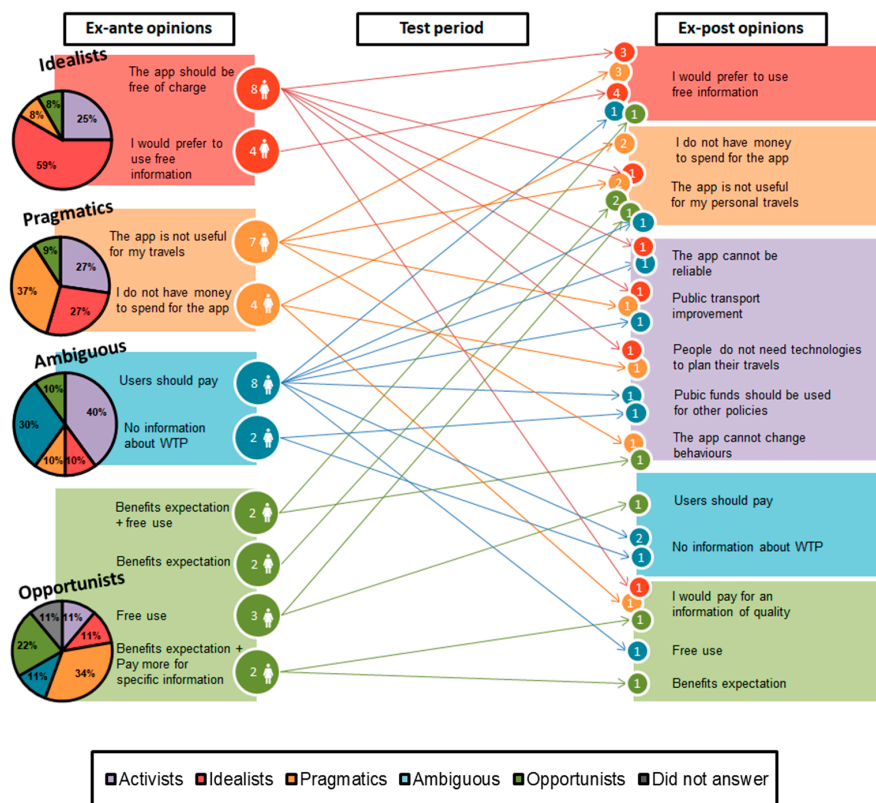 Ex-ante opinions
Test period
Ex-post opinions
Idealists
The app should be
free of charge
8
I would prefer to
use free
information
4
8%
8%
25%
59%
Pragmatics
The app is not useful
for my travels
7
I do not have money
to spend for the app
4
9%
27%
37%
27%
Ambiguous
Users should pay
8
No information
about WTP
2
10%
40%
30%
10%
10%
Opportunists
Benefits expectation
+ free use
2
Benefits expectation
2
Free use
3
Benefits expectation +
Pay more for
specific information
2
11%
11%
11%
22%
11%
34%
3
3
4
1
1
I would prefer to use
free information
2
1
2
2
1
1
I do not have money
to spend for the app
The app is not useful
for my personal travels
1
1
1
1
1
1
1
1
1
1
1
The app cannot be
reliable
Public transport
improvement
People do not need technologies
to plan their travels
Pubic funds should be used
for other policies
The app cannot change
behaviours
1
2
1
Users should pay
No information about WTP
1
1
1
1
1
I would pay for an
information of quality
Free use
Benefits expectation
Activists
Idealists
Pragmatics
Ambiguous
Opportunists
Did not answer